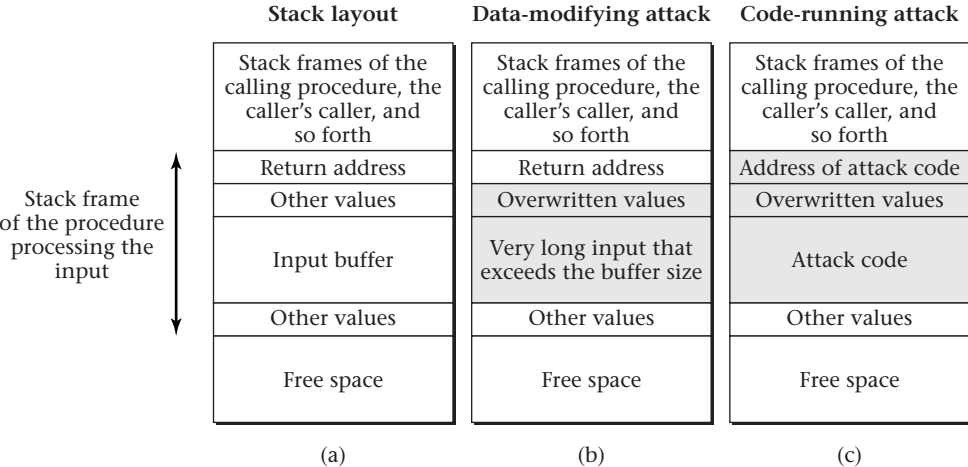 Stack layout
Data-modifying attack
Code-running attack
Stack frame
of the procedure
processing the
input
Stack frames of the
calling procedure, the
caller's caller, and
so forth
Return address
Other values
Input buffer
Other values
Free space
(a)
Stack frames of the
calling procedure, the
caller's caller, and
so forth
Return address
Overwritten values
Very long input that
exceeds the buffer size
Other values
Free space
(b)
Stack frames of the
calling procedure, the
caller's caller, and
so forth
Address of attack code
Overwritten values
Attack code
Other values
Free space
(c)